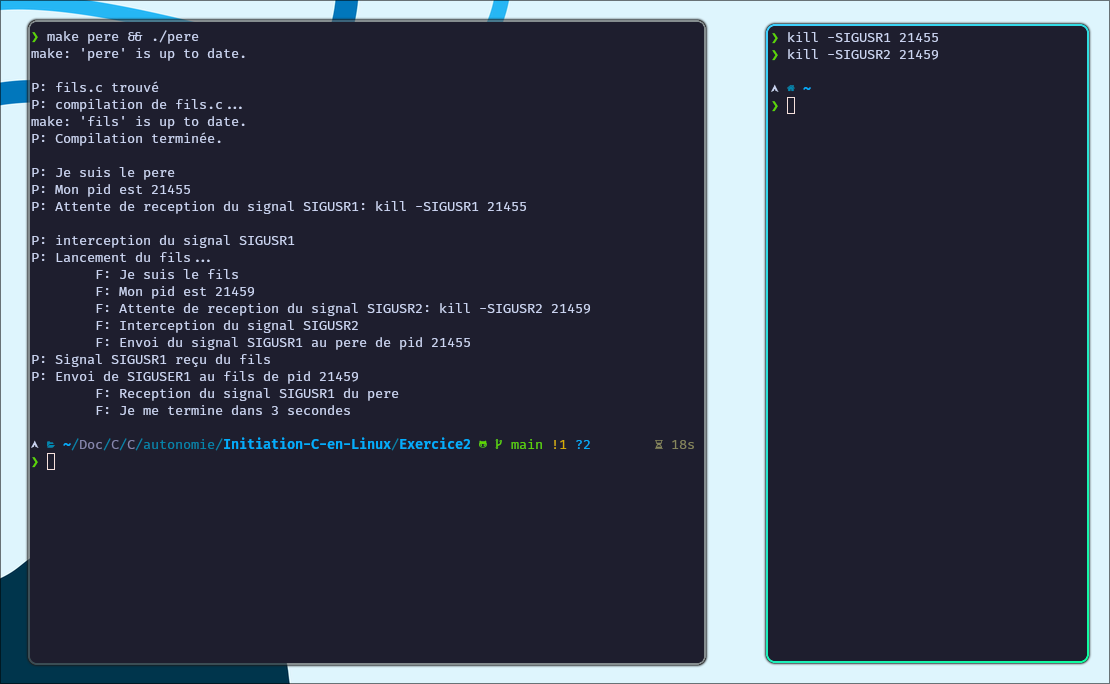 ❯ make pere && ./pere
make: 'pere' is up to date.
P: fils.c trouvé
P: compilation de fils.c...
make: 'fils' is up to date.
P: Compilation terminée.
P: Je suis le pere
P: Mon pid est 21455
P: Attente de reception du signal SIGUSR1: kill -SIGUSR1 21455
P: interception du signal SIGUSR1
P: Lancement du fils...
F: Je suis le fils
F: Mon pid est 21459
F: Attente de reception du signal SIGUSR2: kill -SIGUSR2 21459
F: Interception du signal SIGUSR2
F: Envoi du signal SIGUSR1 au pere de pid 21455
P: Signal SIGUSR1 reçu du fils
P: Envoi de SIGUSER1 au fils de pid 21459
F: Reception du signal SIGUSR1 du pere
F: Je me termine dans 3 secondes
~/Doc/C/C/autonomie/Initiation-C-en-Linux/Exercice2 main !1 ?2 18s
❯
❯ kill -SIGUSR1 21455
❯ kill -SIGUSR2 21459
~
❯